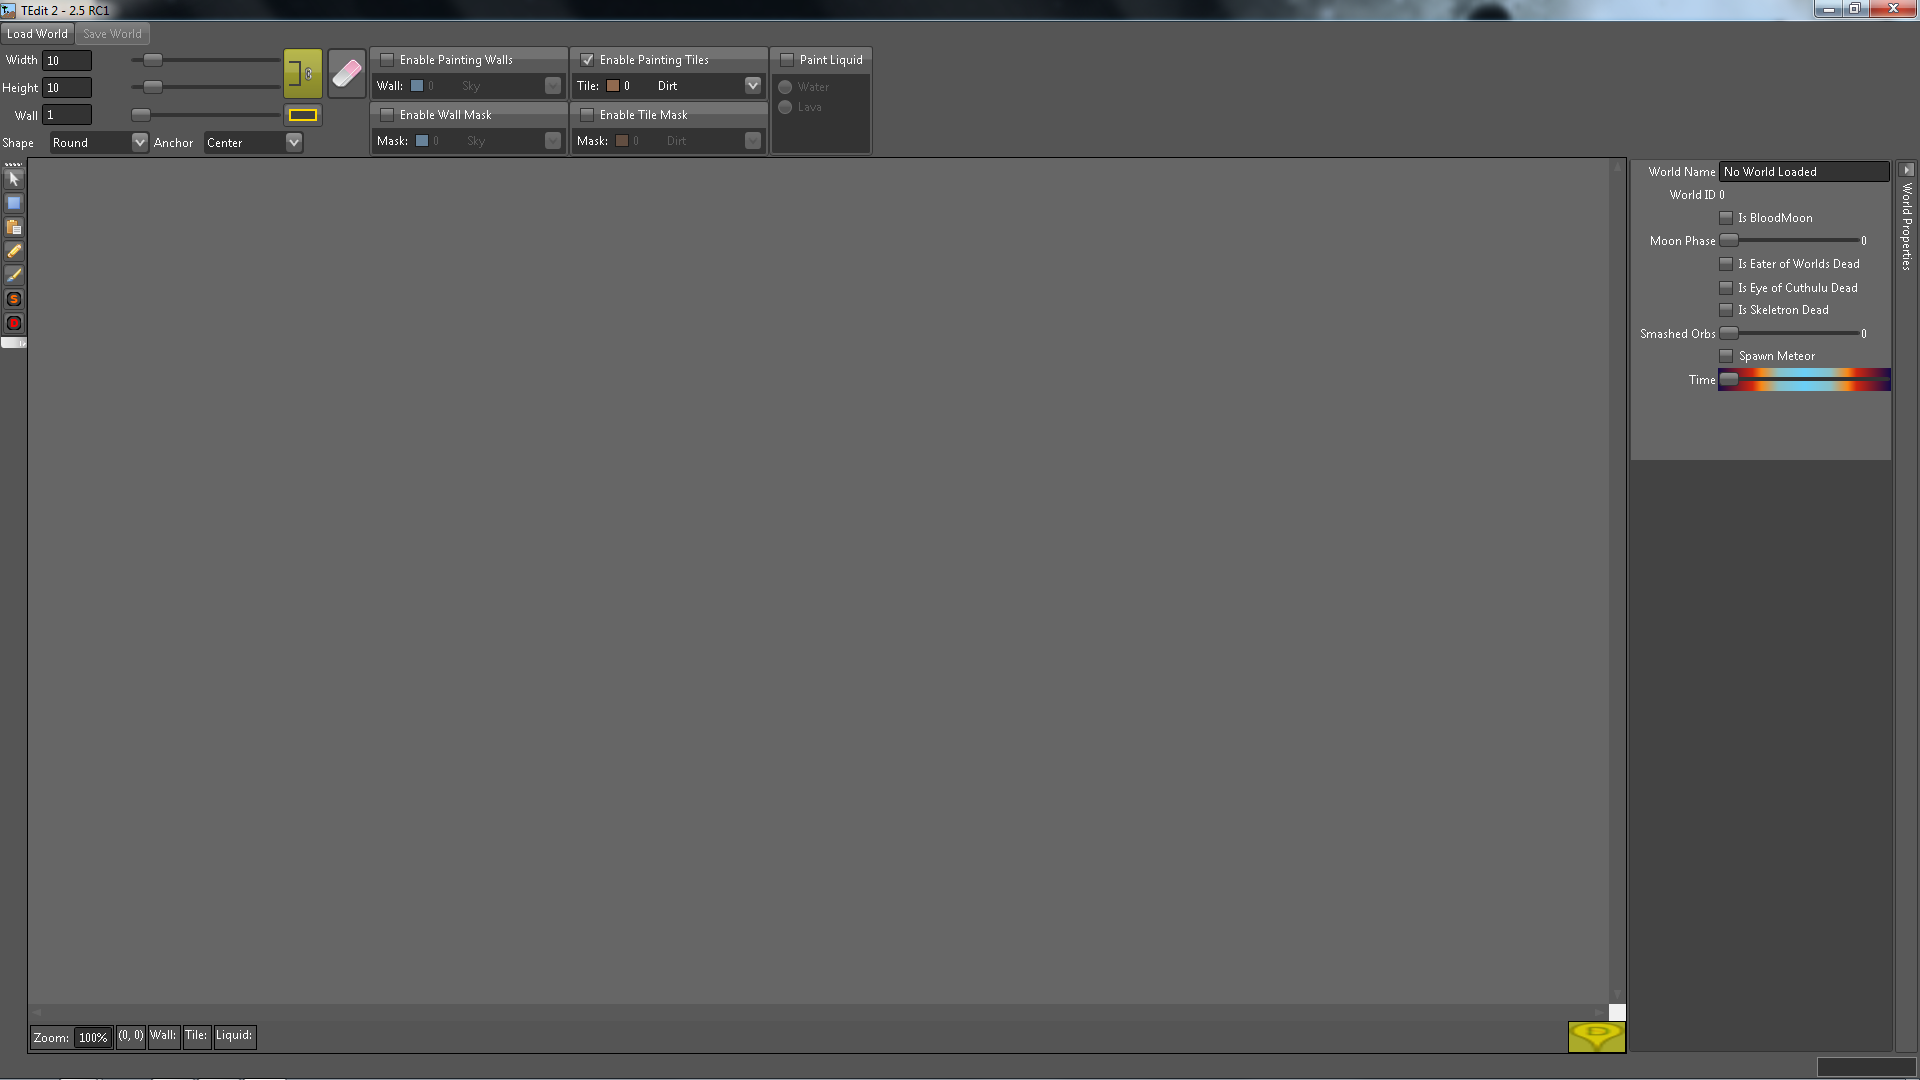 TEdit 2 - 2.5 RC1
Load World Save World
Width 10
Height 10
Wall 1
Shape Round Anchor Center
Enable Painting Walls
Wall: 0 Sky
Enable Wall Mask
Mask: 0 Sky
Enable Painting Tiles
Tile: 0 Dirt
Enable Tile Mask
Mask: 0 Dirt
Paint Liquid
Water
Lava
World Name No World Loaded
World ID 0
Is BloodMoon
Moon Phase 0
Is Eater of Worlds Dead
Is Eye of Cuthulu Dead
Is Skeletron Dead
Smashed Orbs 0
Spawn Meteor
Time
World Properties
Zoom: 100% (0, 0) Wall: Tile: Liquid: